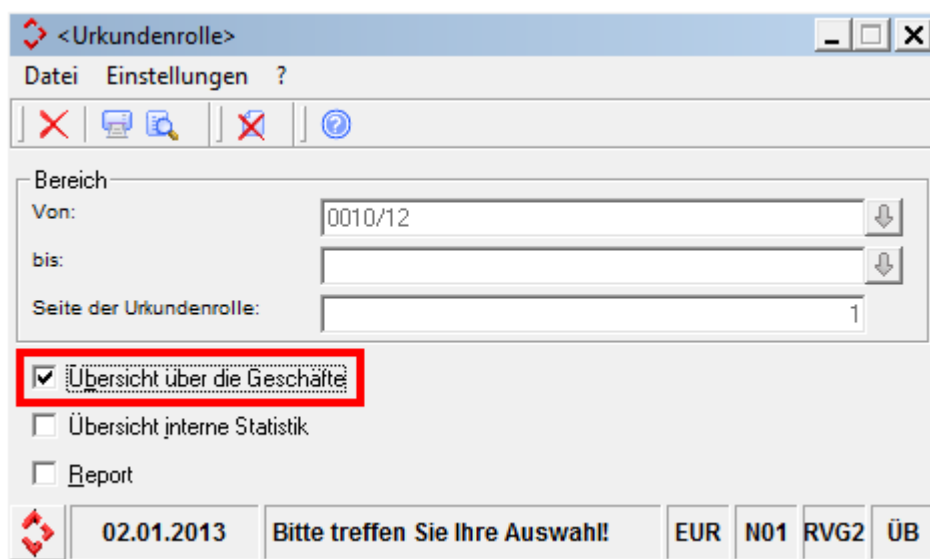 <Urkundenrolle>
Datei Einstellungen ?
Bereich
Von: 0010/12
bis:
Seite der Urkundenrolle: 1
Übersicht über die Geschäfte
Übersicht interne Statistik
Report
02.01.2013 Bitte treffen Sie Ihre Auswahl! EUR N01 RVG2 ÜB